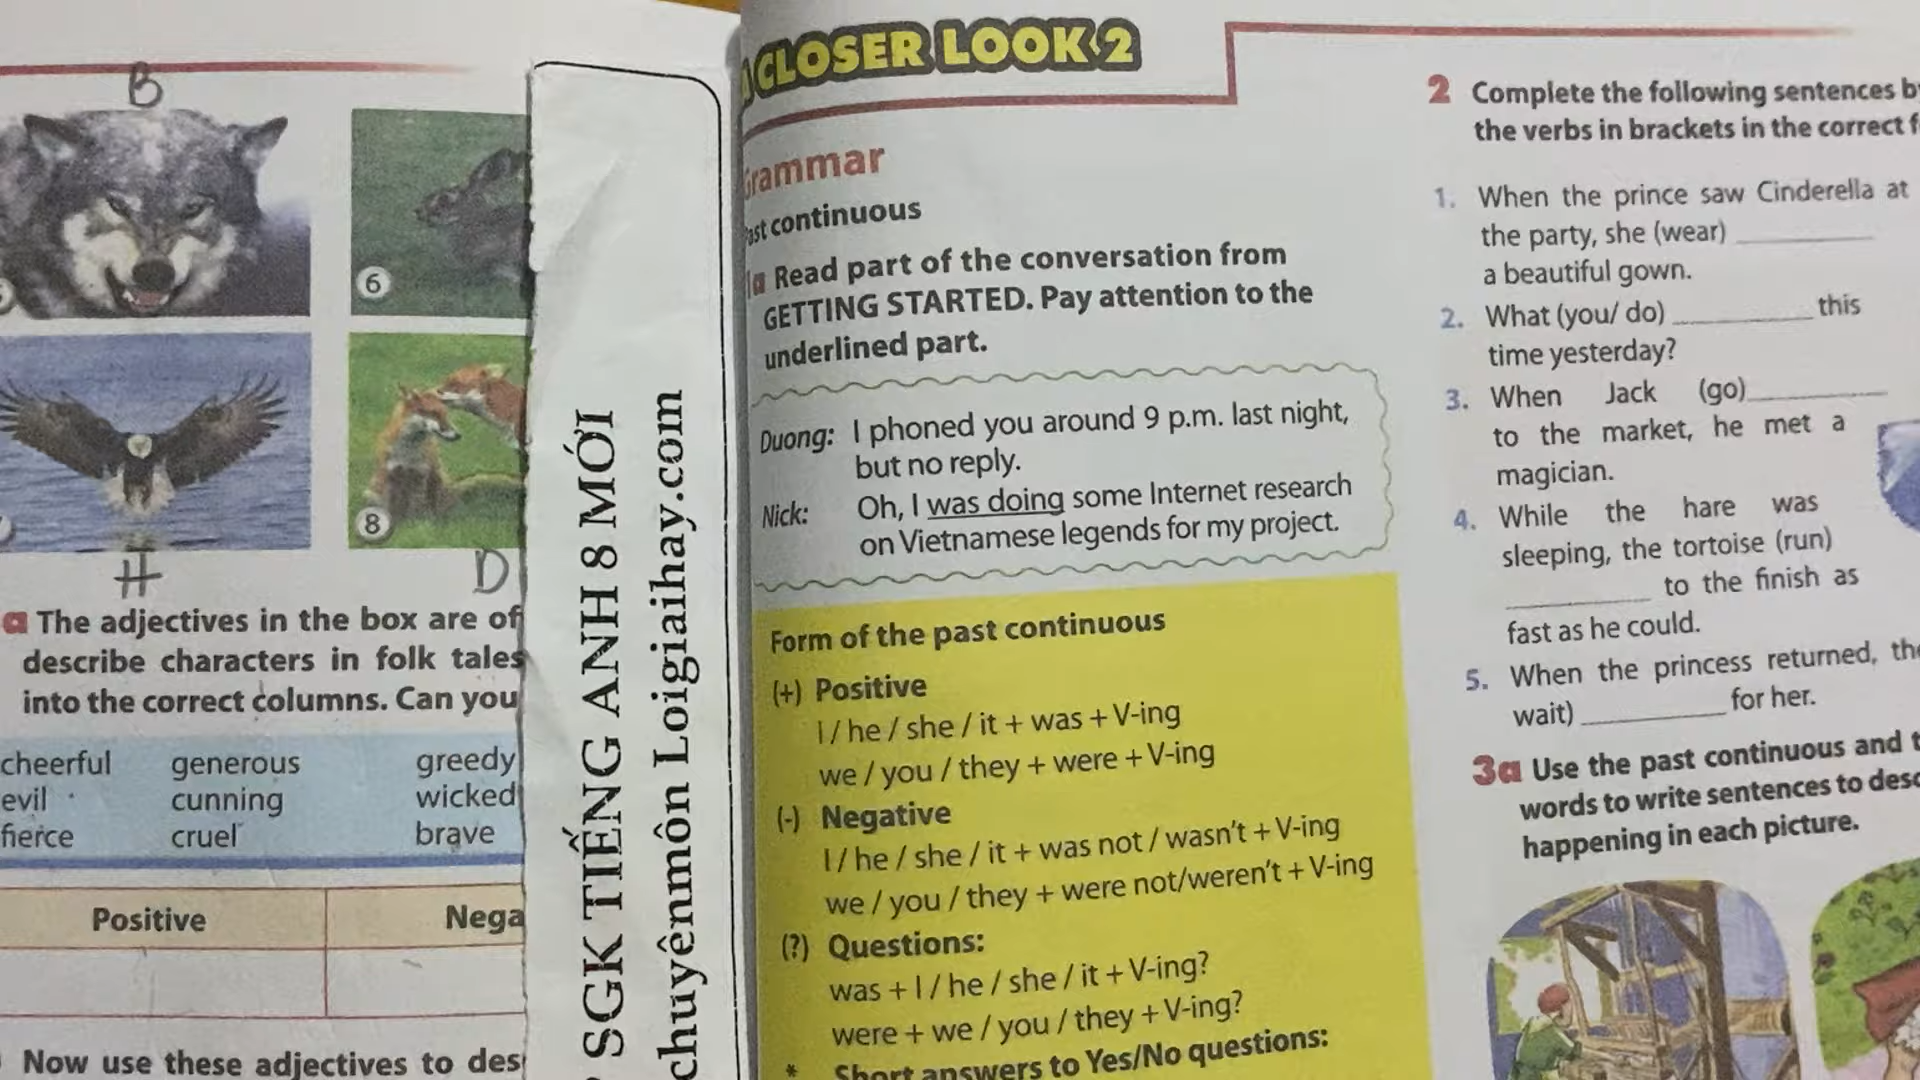 B
6
8
H
D
a The adjectives in the box are of
describe characters in folk tales
into the correct columns. Can you
cheerful generous greedy
evil cunning wicked
fierce cruel brave
Positive Nega
Now use these adjectives to des
SGK TIẾNG ANH 8 MỚI
chuyênmôn Loigiaihay.com
A CLOSER LOOK 2
Grammar
Past continuous
1a Read part of the conversation from
GETTING STARTED. Pay attention to the
underlined part.
Duong: I phoned you around 9 p.m. last night,
but no reply.
Nick: Oh, I was doing some Internet research
on Vietnamese legends for my project.
Form of the past continuous
(+) Positive
I / he / she / it + was + V-ing
we / you / they + were + V-ing
(-) Negative
I / he / she / it + was not / wasn't + V-ing
we / you / they + were not/weren't + V-ing
(?) Questions:
was + I / he / she / it + V-ing?
were + we / you / they + V-ing?
* Short answers to Yes/No questions:
2 Complete the following sentences by
the verbs in brackets in the correct f
1. When the prince saw Cinderella at
the party, she (wear) __________
a beautiful gown.
2. What (you/ do) __________ this
time yesterday?
3. When Jack (go) __________
to the market, he met a
magician.
4. While the hare was
sleeping, the tortoise (run)
__________ to the finish as
fast as he could.
5. When the princess returned, the
wait) __________ for her.
3a Use the past continuous and t
words to write sentences to desc
happening in each picture.